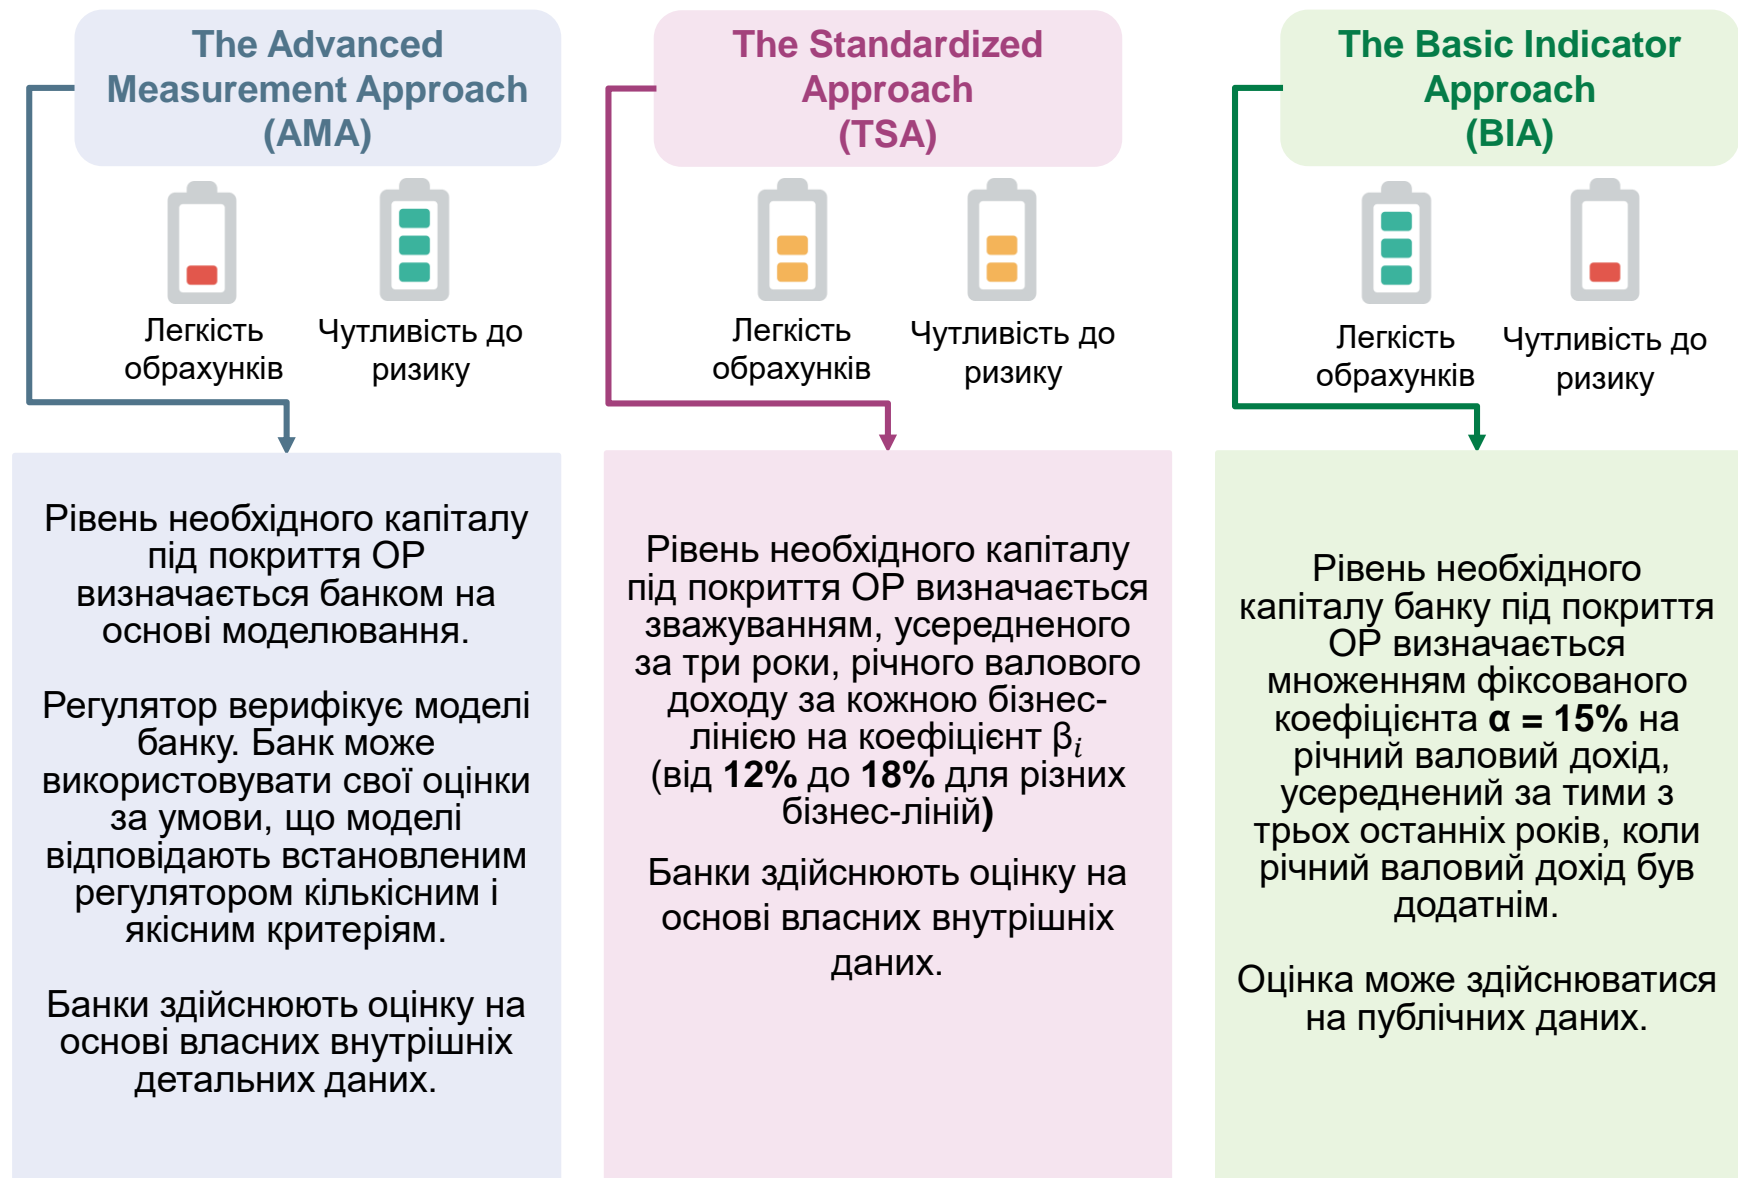 The Advanced
Measurement Approach
(AMA)
Легкість
обрахунків
Чутливість до
ризику
Рівень необхідного капіталу
під покриття ОР
визначається банком на
основі моделювання.
Регулятор верифікує моделі
банку. Банк може
використовувати свої оцінки
за умови, що моделі
відповідають встановленим
регулятором кількісним і
якісним критеріям.
Банки здійснюють оцінку на
основі власних внутрішніх
детальних даних.
The Standardized
Approach
(TSA)
Легкість
обрахунків
Чутливість до
ризику
Рівень необхідного капіталу
під покриття ОР визначається
зважуванням, усередненого
за три роки, річного валового
доходу за кожною бізнес-
лінією на коефіцієнт βᵢ
(від 12% до 18% для різних
бізнес-ліній)
Банки здійснюють оцінку на
основі власних внутрішніх
даних.
The Basic Indicator
Approach
(BIA)
Легкість
обрахунків
Чутливість до
ризику
Рівень необхідного
капіталу банку під покриття
ОР визначається
множенням фіксованого
коефіцієнта α = 15% на
річний валовий дохід,
усереднений за тими з
трьох останніх років, коли
річний валовий дохід був
додатнім.
Оцінка може здійснюватися
на публічних даних.